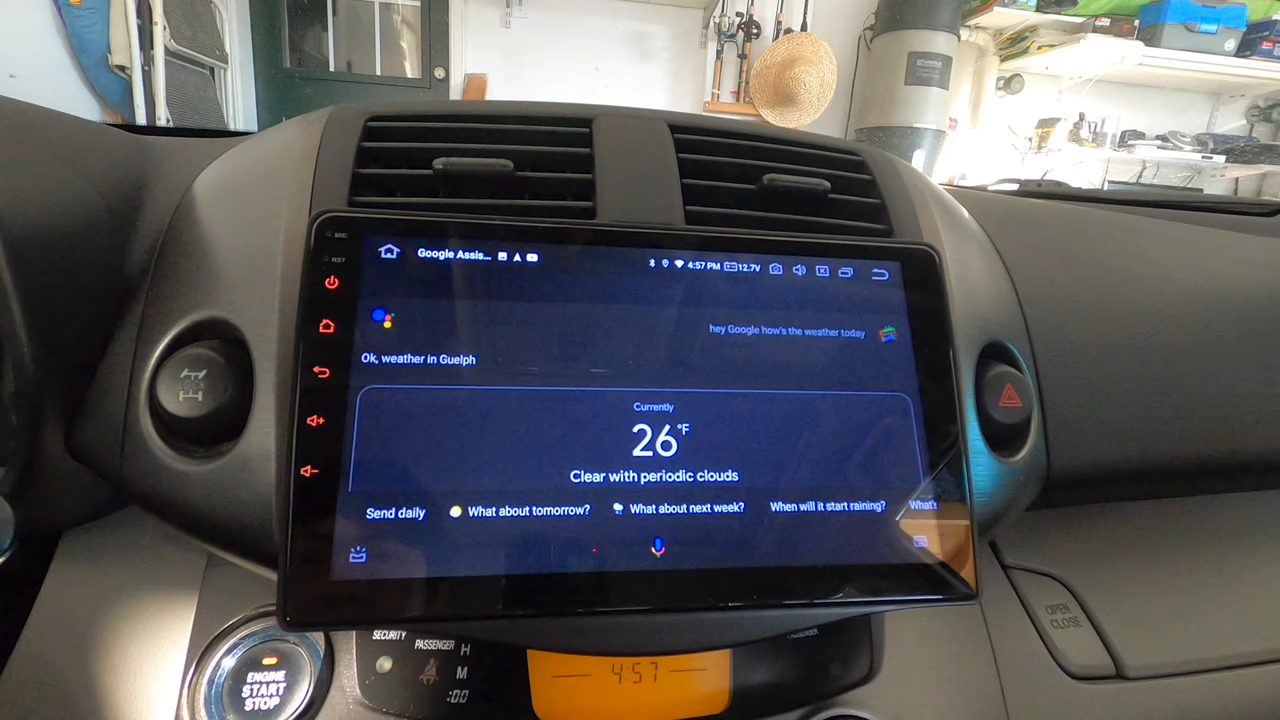 MIC
Google Assis...
4:57 PM
12.7V
RST
hey Google how's the weather today
Ok, weather in Guelph
Currently
26°F
Clear with periodic clouds
Send daily
What about tomorrow?
What about next week?
When will it start raining?
What's
OPEN
CLOSE
SECURITY
PASSENGER
H
M
:00
PASSENGER
4:57
ENGINE
START
STOP